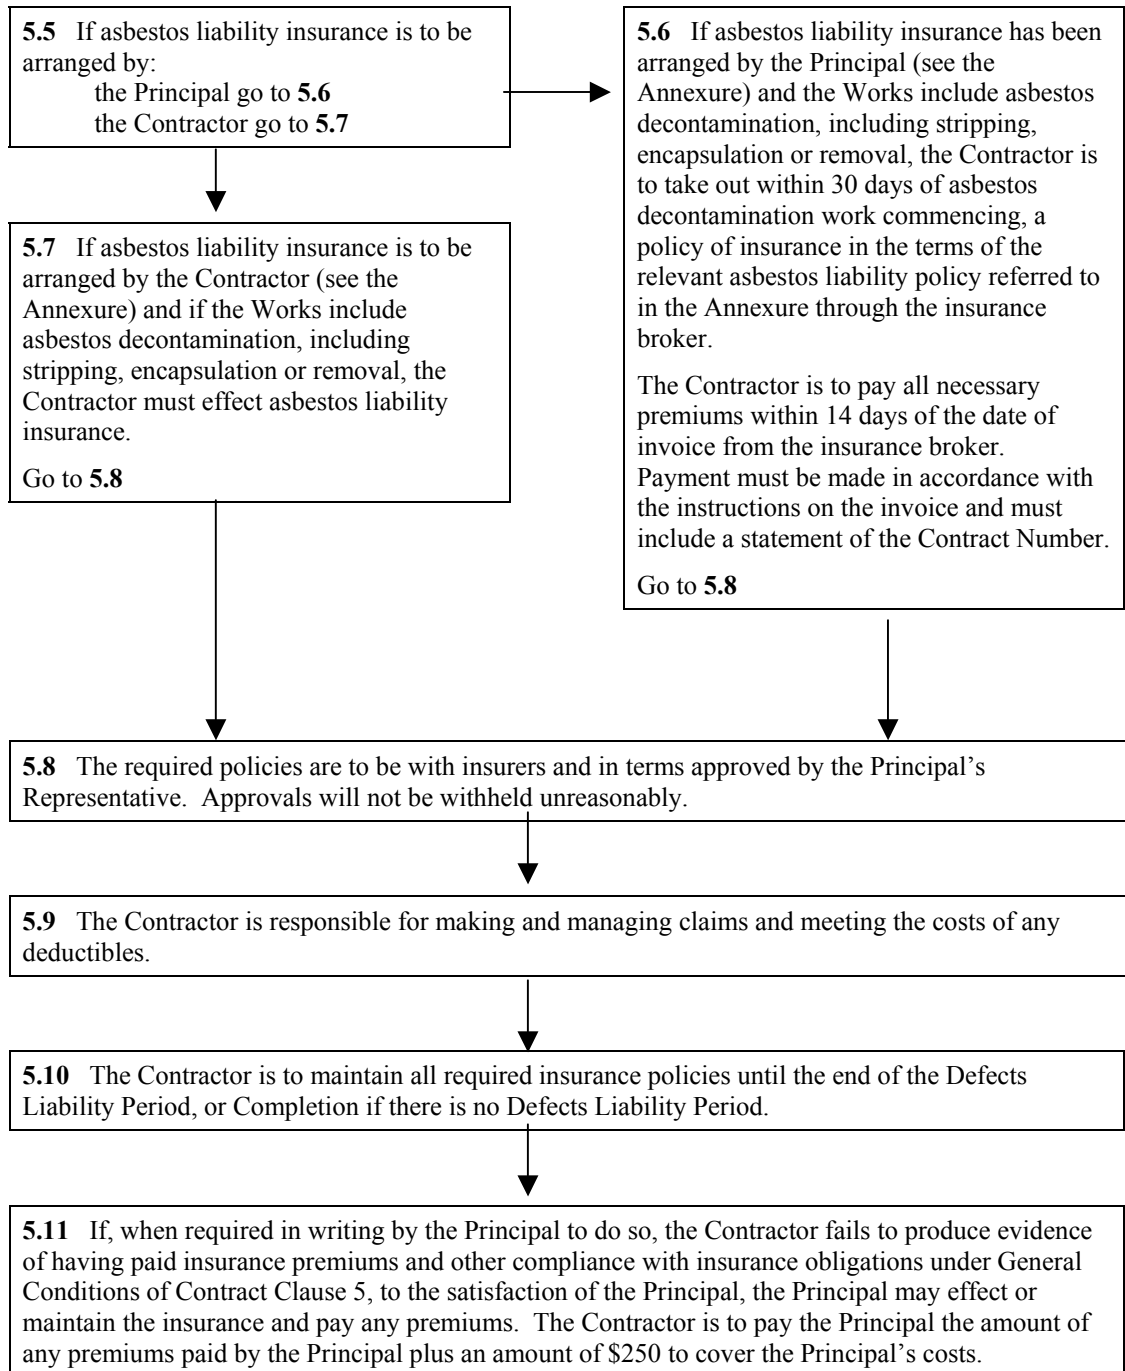 5.5 If asbestos liability insurance is to be
arranged by:
the Principal go to 5.6
the Contractor go to 5.7
5.6 If asbestos liability insurance has been
arranged by the Principal (see the
Annexure) and the Works include asbestos
decontamination, including stripping,
encapsulation or removal, the Contractor is
to take out within 30 days of asbestos
decontamination work commencing, a
policy of insurance in the terms of the
relevant asbestos liability policy referred to
in the Annexure through the insurance
broker.
The Contractor is to pay all necessary
premiums within 14 days of the date of
invoice from the insurance broker.
Payment must be made in accordance with
the instructions on the invoice and must
include a statement of the Contract Number.
Go to 5.8
5.7 If asbestos liability insurance is to be
arranged by the Contractor (see the
Annexure) and if the Works include
asbestos decontamination, including
stripping, encapsulation or removal, the
Contractor must effect asbestos liability
insurance.
Go to 5.8
5.8 The required policies are to be with insurers and in terms approved by the Principal’s
Representative. Approvals will not be withheld unreasonably.
5.9 The Contractor is responsible for making and managing claims and meeting the costs of any
deductibles.
5.10 The Contractor is to maintain all required insurance policies until the end of the Defects
Liability Period, or Completion if there is no Defects Liability Period.
5.11 If, when required in writing by the Principal to do so, the Contractor fails to produce evidence
of having paid insurance premiums and other compliance with insurance obligations under General
Conditions of Contract Clause 5, to the satisfaction of the Principal, the Principal may effect or
maintain the insurance and pay any premiums. The Contractor is to pay the Principal the amount of
any premiums paid by the Principal plus an amount of $250 to cover the Principal’s costs.